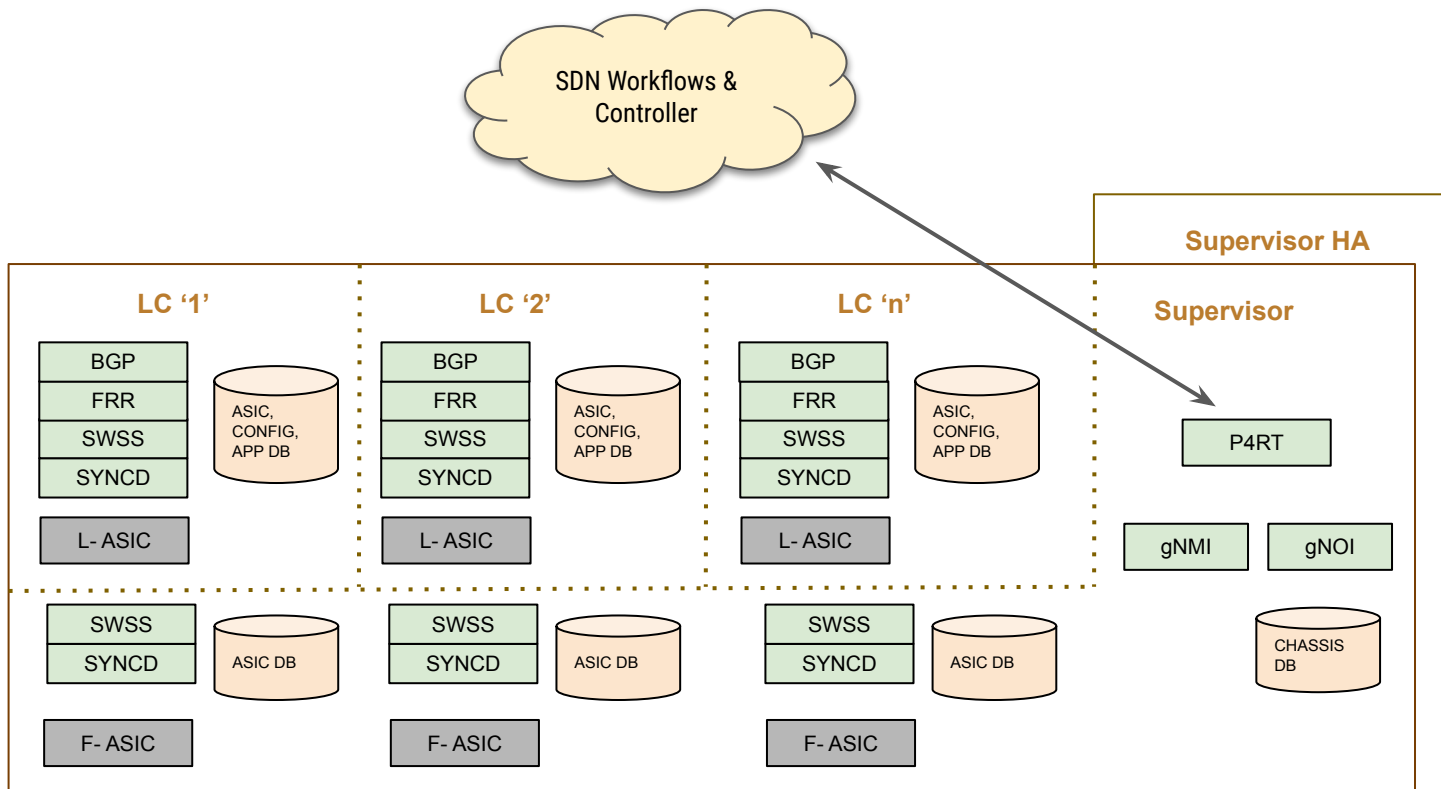 SDN Workflows &
Controller
Supervisor HA
LC ‘1’
LC ‘2’
LC ‘n’
Supervisor
BGP
FRR
SWSS
SYNCD
ASIC,
CONFIG,
APP DB
L- ASIC
BGP
FRR
SWSS
SYNCD
ASIC,
CONFIG,
APP DB
L- ASIC
BGP
FRR
SWSS
SYNCD
ASIC,
CONFIG,
APP DB
L- ASIC
P4RT
gNMI
gNOI
SWSS
SYNCD
ASIC DB
F- ASIC
SWSS
SYNCD
ASIC DB
F- ASIC
SWSS
SYNCD
ASIC DB
F- ASIC
CHASSIS
DB